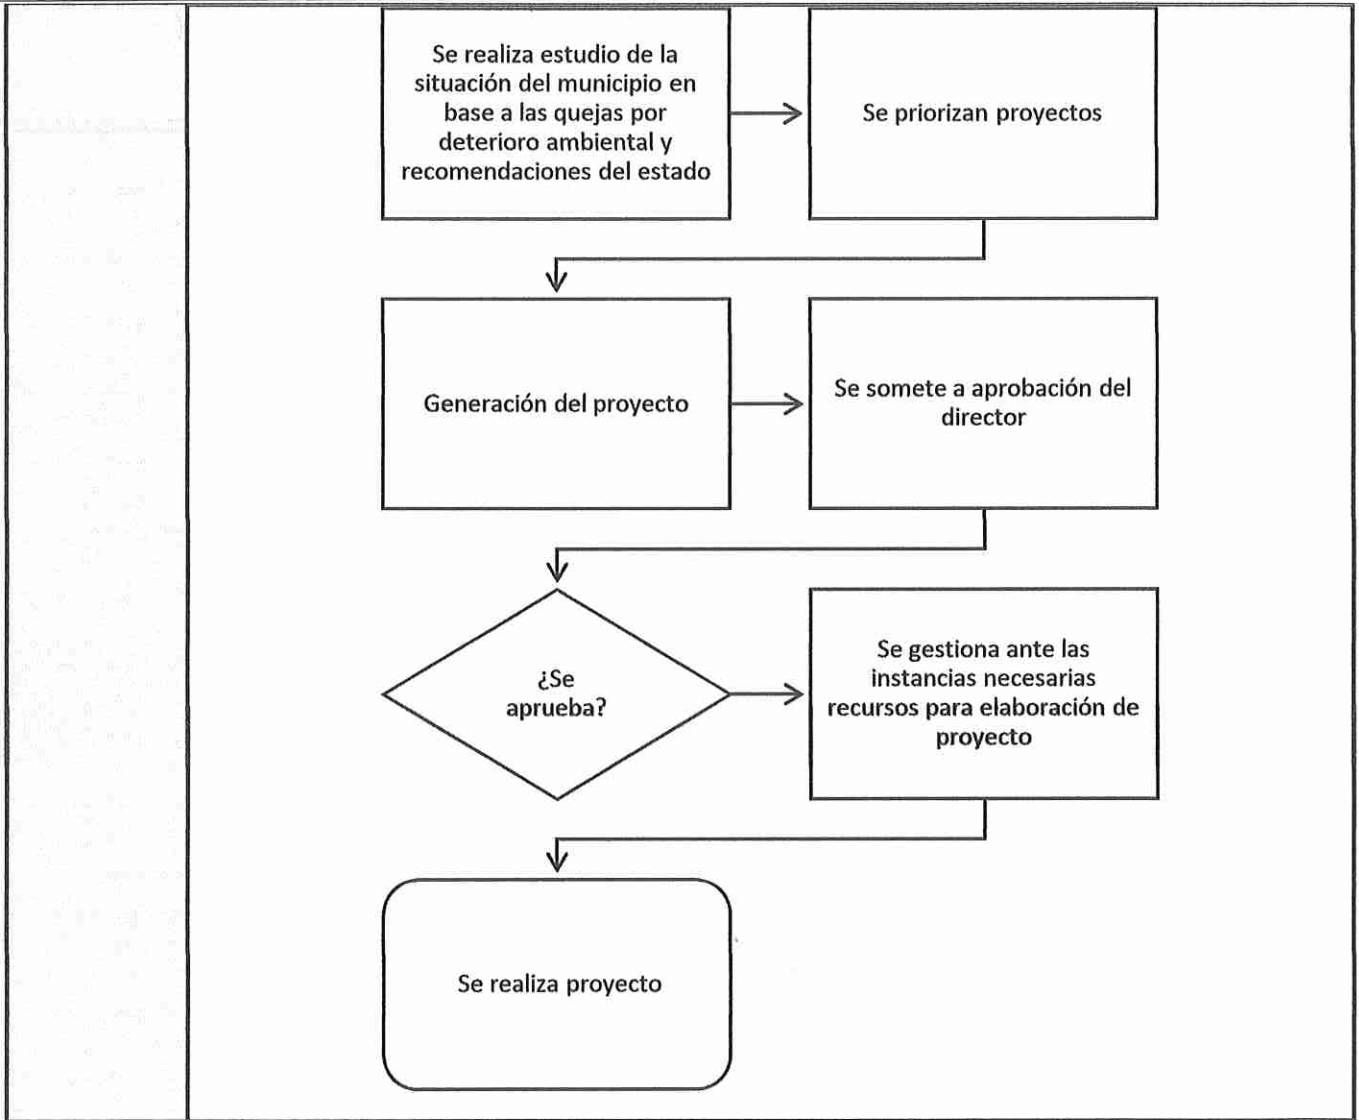 Se realiza estudio de la
situación del municipio en
base a las quejas por
deterioro ambiental y
recomendaciones del estado
Se priorizan proyectos
Generación del proyecto
Se somete a aprobación del
director
¿Se
aprueba?
Se gestiona ante las
instancias necesarias
recursos para elaboración de
proyecto
Se realiza proyecto